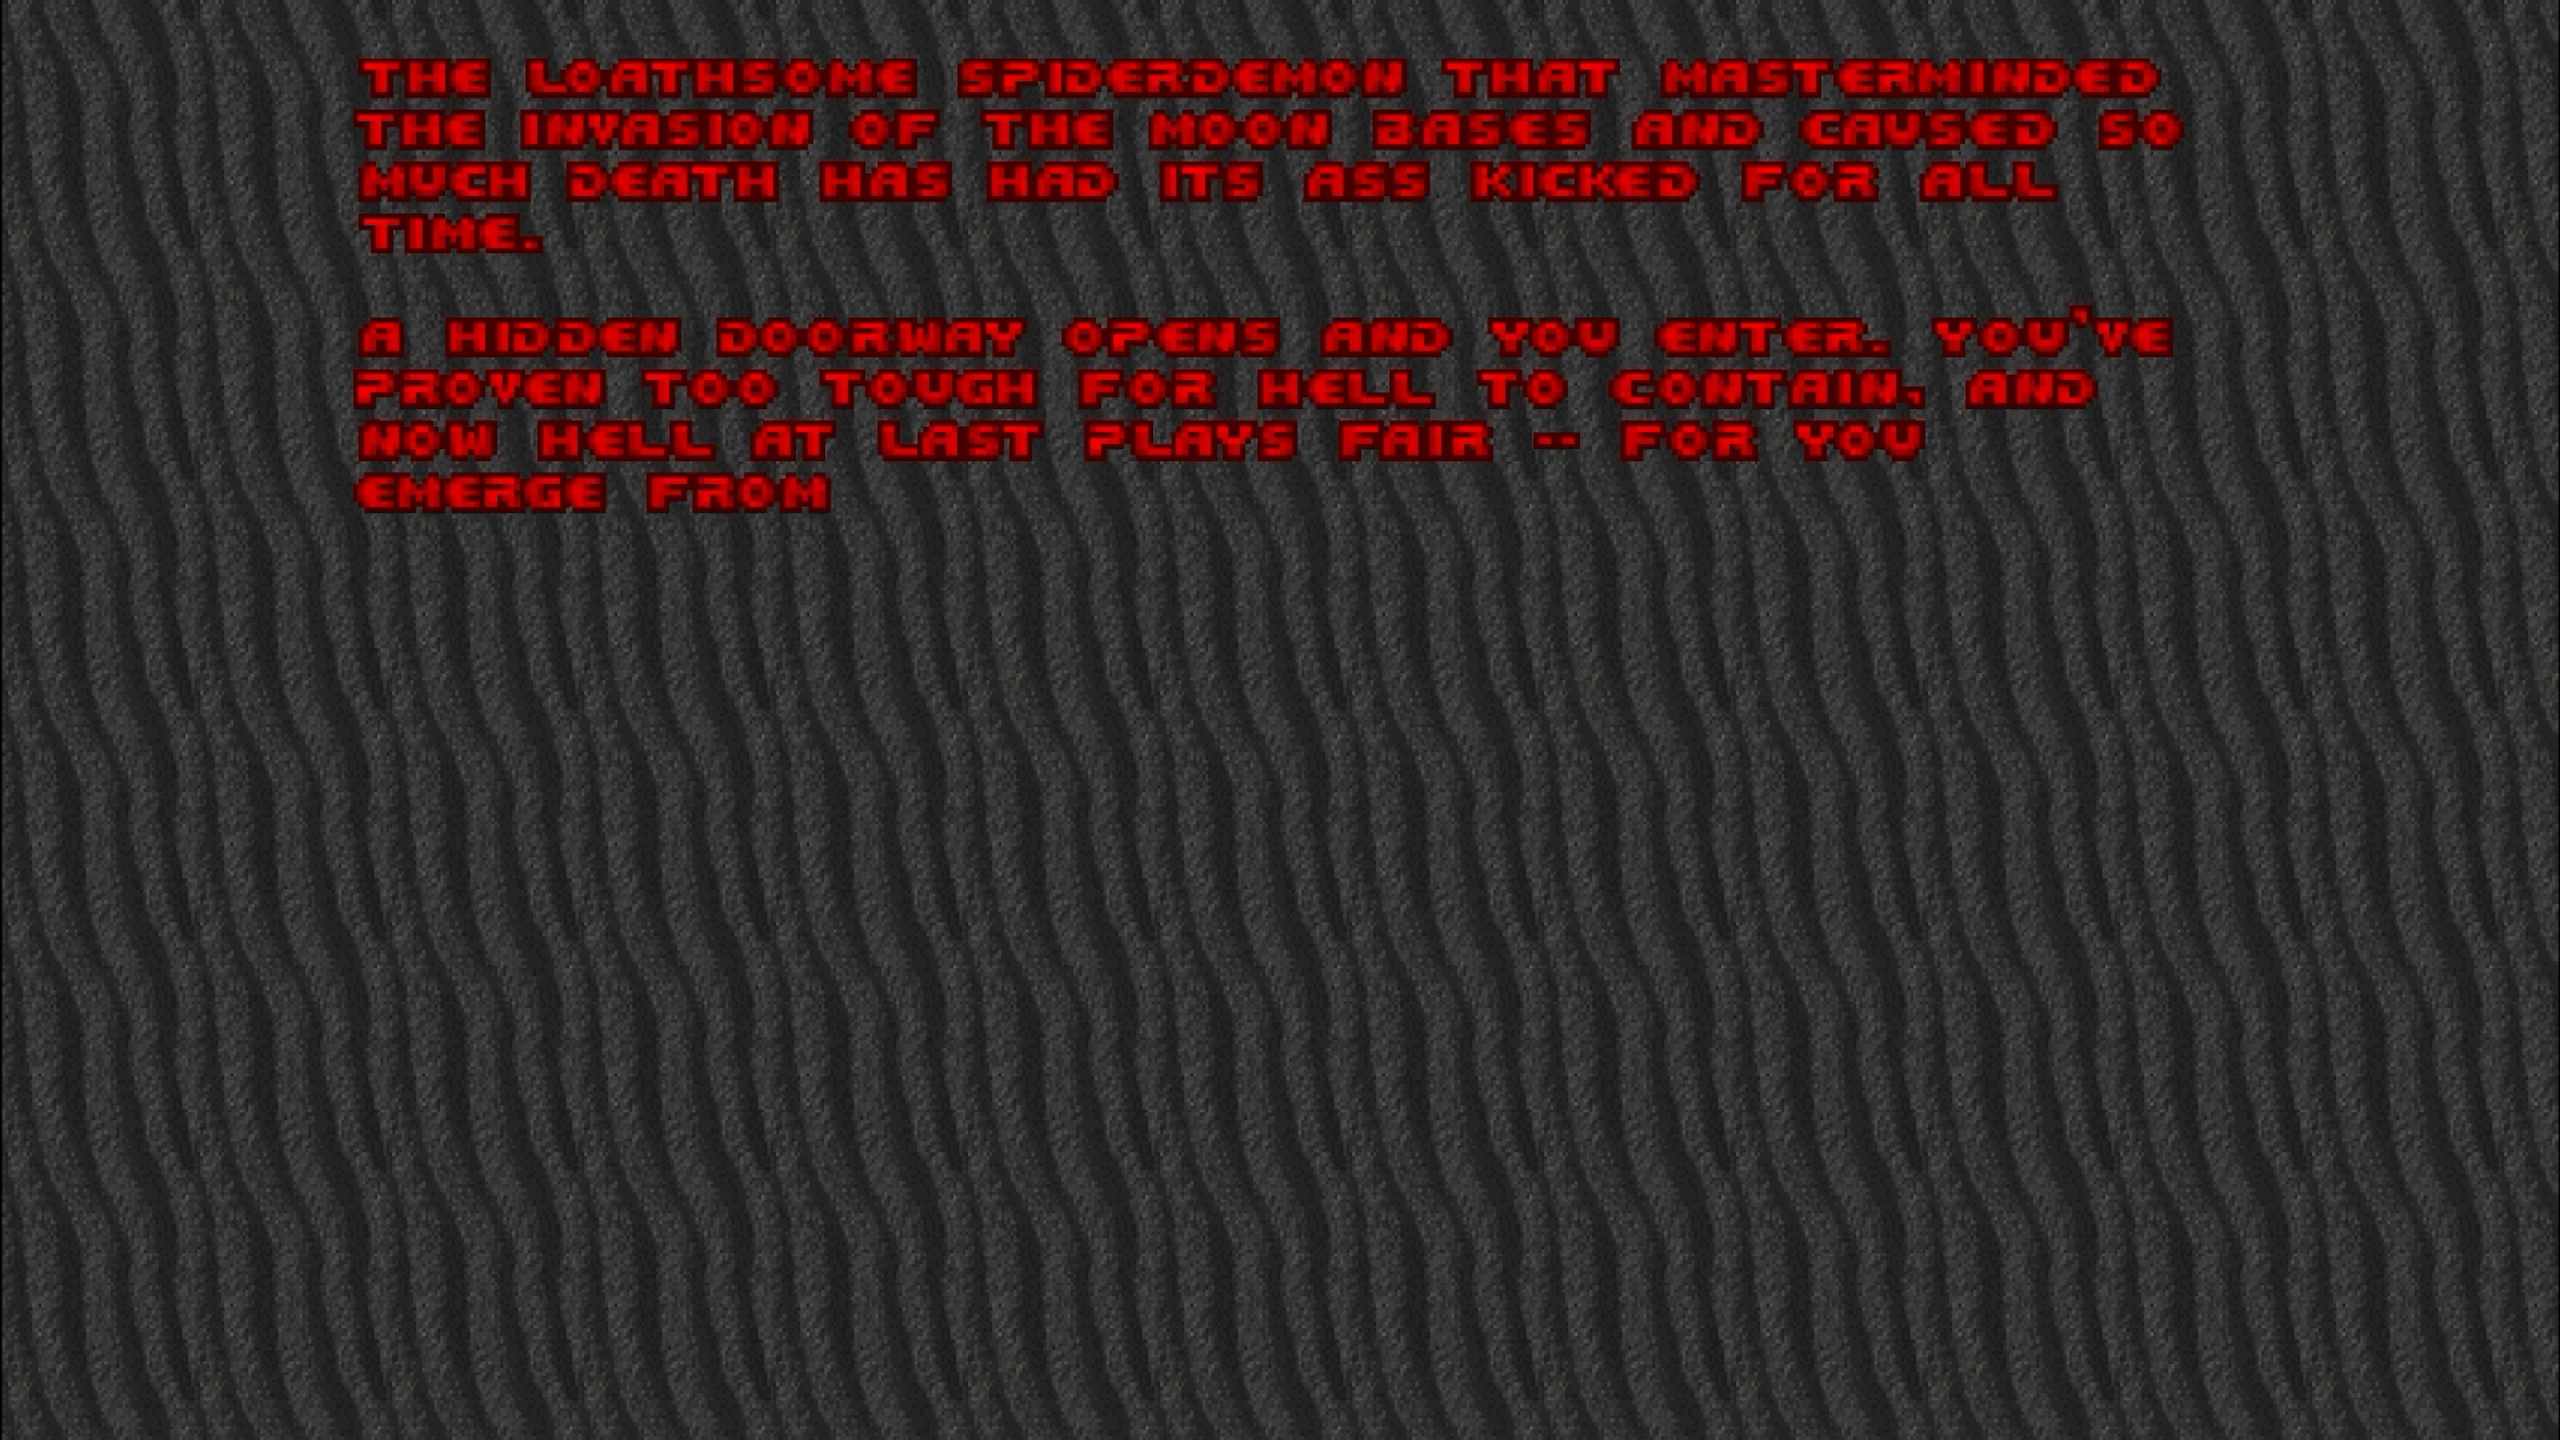 THE LOATHSOME SPIDERDEMON THAT MASTERMINDED
THE INVASION OF THE MOON BASES AND CAUSED SO
MUCH DEATH HAS HAD ITS ASS KICKED FOR ALL
TIME.
A HIDDEN DOORWAY OPENS AND YOU ENTER. YOU'VE
PROVEN TOO TOUGH FOR HELL TO CONTAIN, AND
NOW HELL AT LAST PLAYS FAIR -- FOR YOU
EMERGE FROM